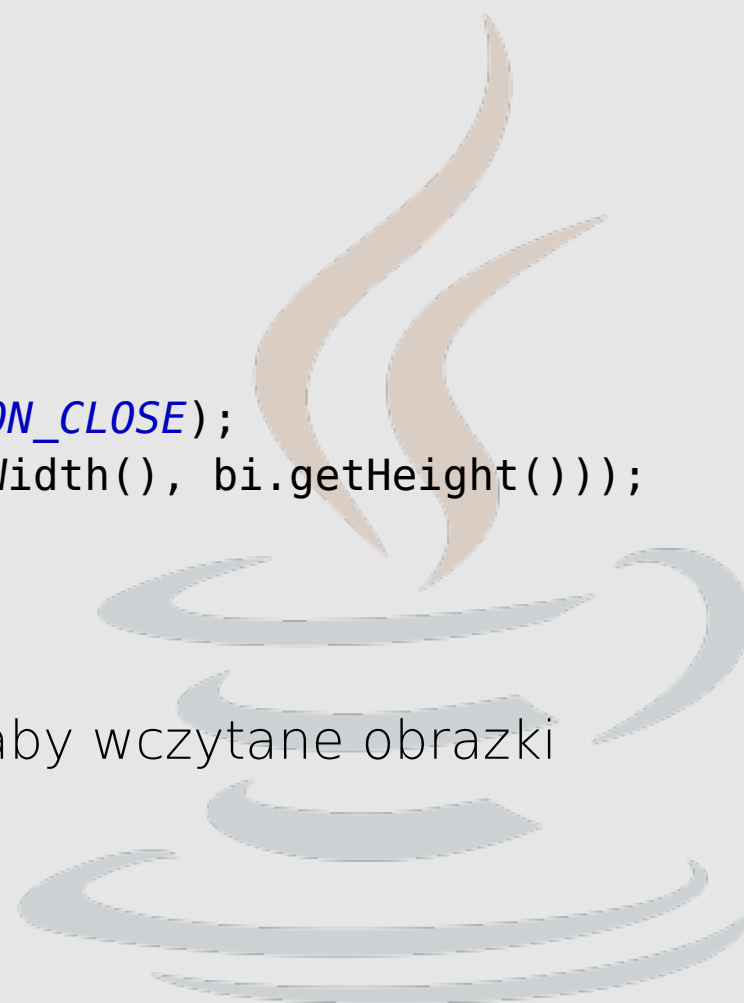 ON_CLOSE);
Width(), bi.getHeight()));
aby wczytane obrazki